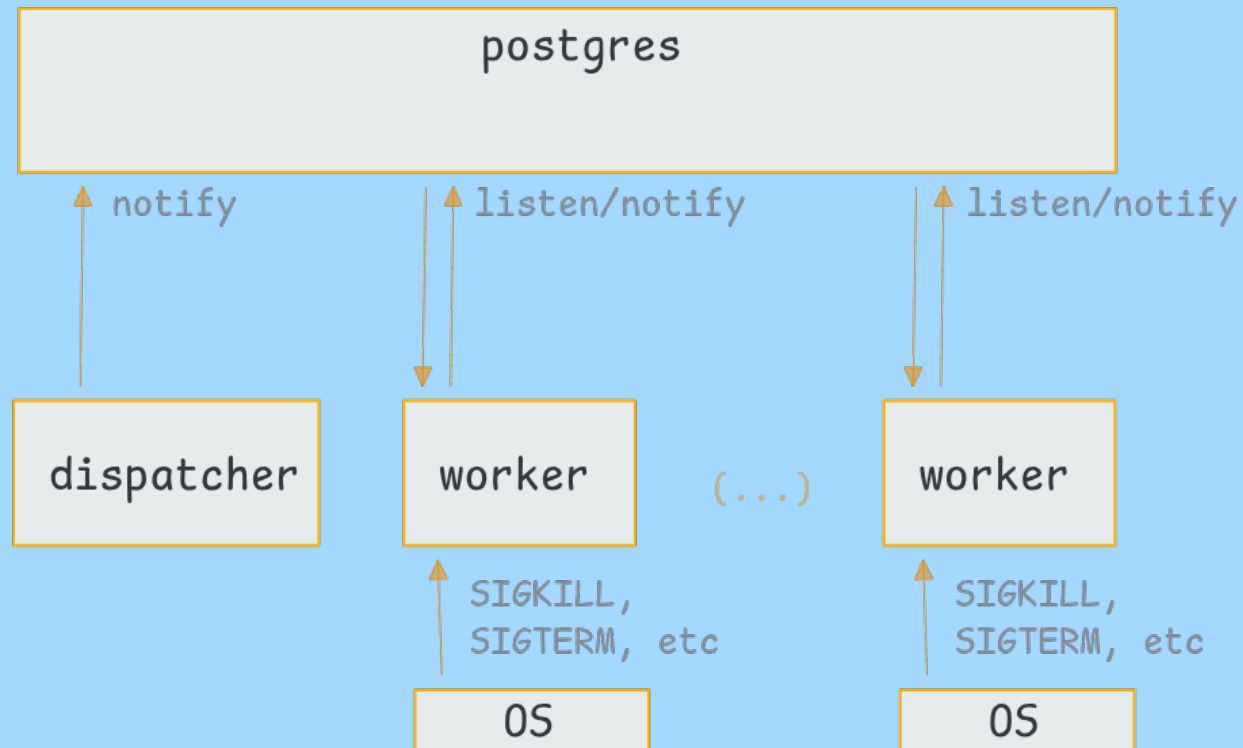 postgres
notify
listen/notify
listen/notify
dispatcher
worker
(...)
worker
SIGKILL,
SIGTERM, etc
SIGKILL,
SIGTERM, etc
OS
OS